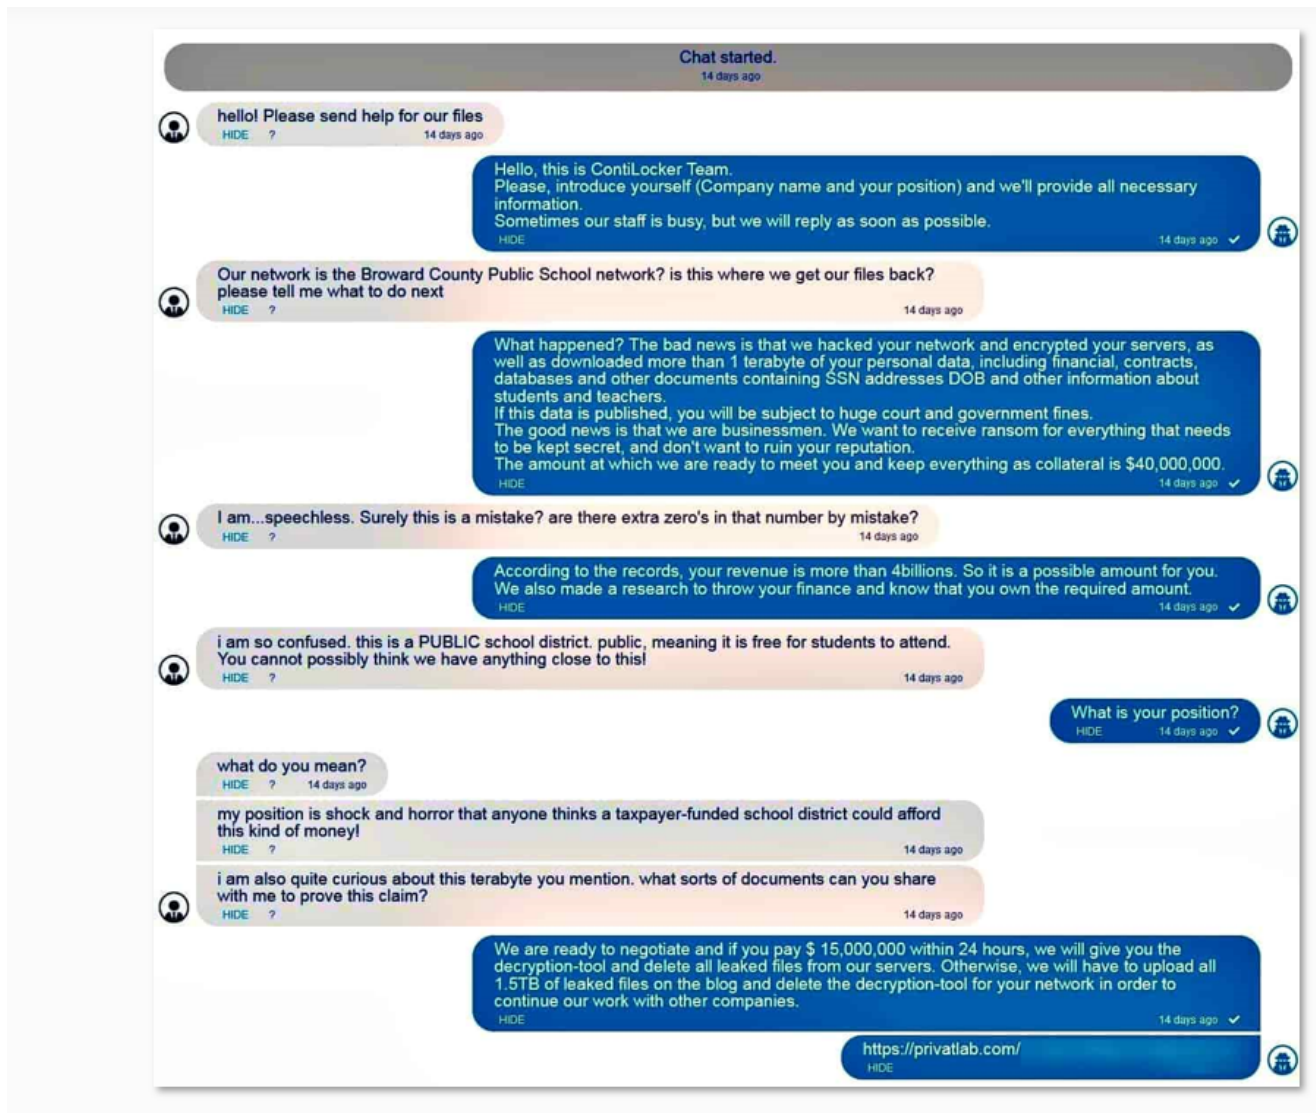 Chat started.
14 days ago
hello! Please send help for our files
HIDE ? 14 days ago
Hello, this is ContiLocker Team.
Please, introduce yourself (Company name and your position) and we'll provide all necessary
information.
Sometimes our staff is busy, but we will reply as soon as possible.
HIDE 14 days ago
Our network is the Broward County Public School network? is this where we get our files back?
please tell me what to do next
HIDE ? 14 days ago
What happened? The bad news is that we hacked your network and encrypted your servers, as
well as downloaded more than 1 terabyte of your personal data, including financial, contracts,
databases and other documents containing SSN addresses DOB and other information about
students and teachers.
If this data is published, you will be subject to huge court and government fines.
The good news is that we are businessmen. We want to receive ransom for everything that needs
to be kept secret, and don't want to ruin your reputation.
The amount at which we are ready to meet you and keep everything as collateral is $40,000,000.
HIDE 14 days ago
I am...speechless. Surely this is a mistake? are there extra zero's in that number by mistake?
HIDE ? 14 days ago
According to the records, your revenue is more than 4billions. So it is a possible amount for you.
We also made a research to throw your finance and know that you own the required amount.
HIDE 14 days ago
i am so confused. this is a PUBLIC school district. public, meaning it is free for students to attend.
You cannot possibly think we have anything close to this!
HIDE ? 14 days ago
What is your position?
HIDE 14 days ago
what do you mean?
HIDE ? 14 days ago
my position is shock and horror that anyone thinks a taxpayer-funded school district could afford
this kind of money!
HIDE ? 14 days ago
i am also quite curious about this terabyte you mention. what sorts of documents can you share
with me to prove this claim?
HIDE ? 14 days ago
We are ready to negotiate and if you pay $ 15,000,000 within 24 hours, we will give you the
decryption-tool and delete all leaked files from our servers. Otherwise, we will have to upload all
1.5TB of leaked files on the blog and delete the decryption-tool for your network in order to
continue our work with other companies.
HIDE 14 days ago
https://privatlab.com/
HIDE